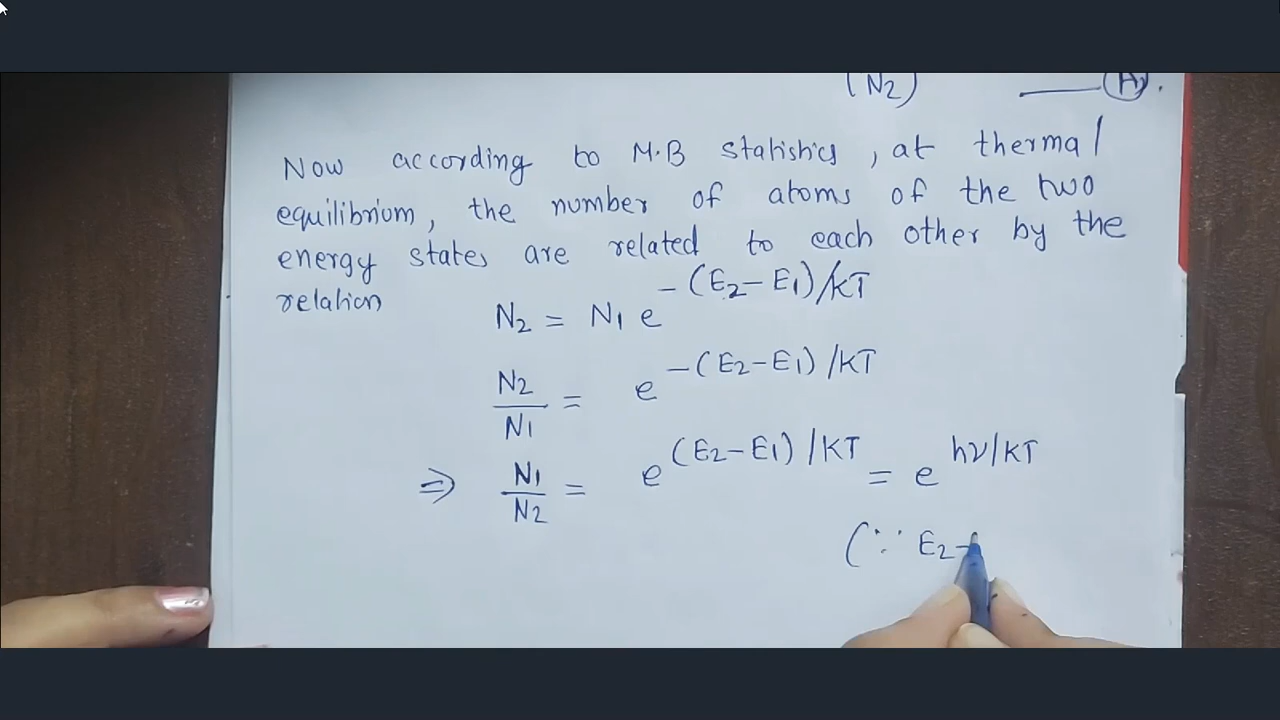 (N2) —— (A).
Now according to M.B statistics, at thermal
equilibrium, the number of atoms of the two
energy states are related to each other by the
relation
N₂ = N₁ e^-(E₂-E₁)/KT
N₂/N₁ = e^-(E₂-E₁)/KT
⇒ N₁/N₂ = e^(E₂-E₁)/KT = e^hν/KT
(∵ E₂-